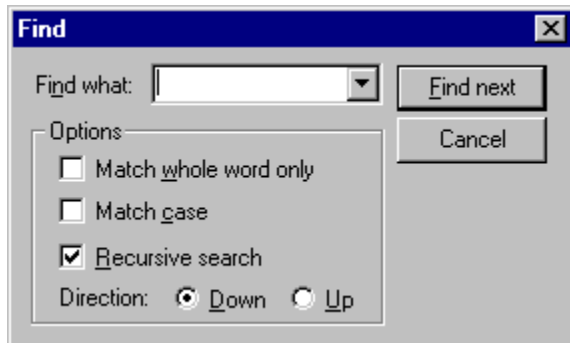 Find
Find what:
Find next
Options
Cancel
Match whole word only
Match case
Recursive search
Direction: Down Up